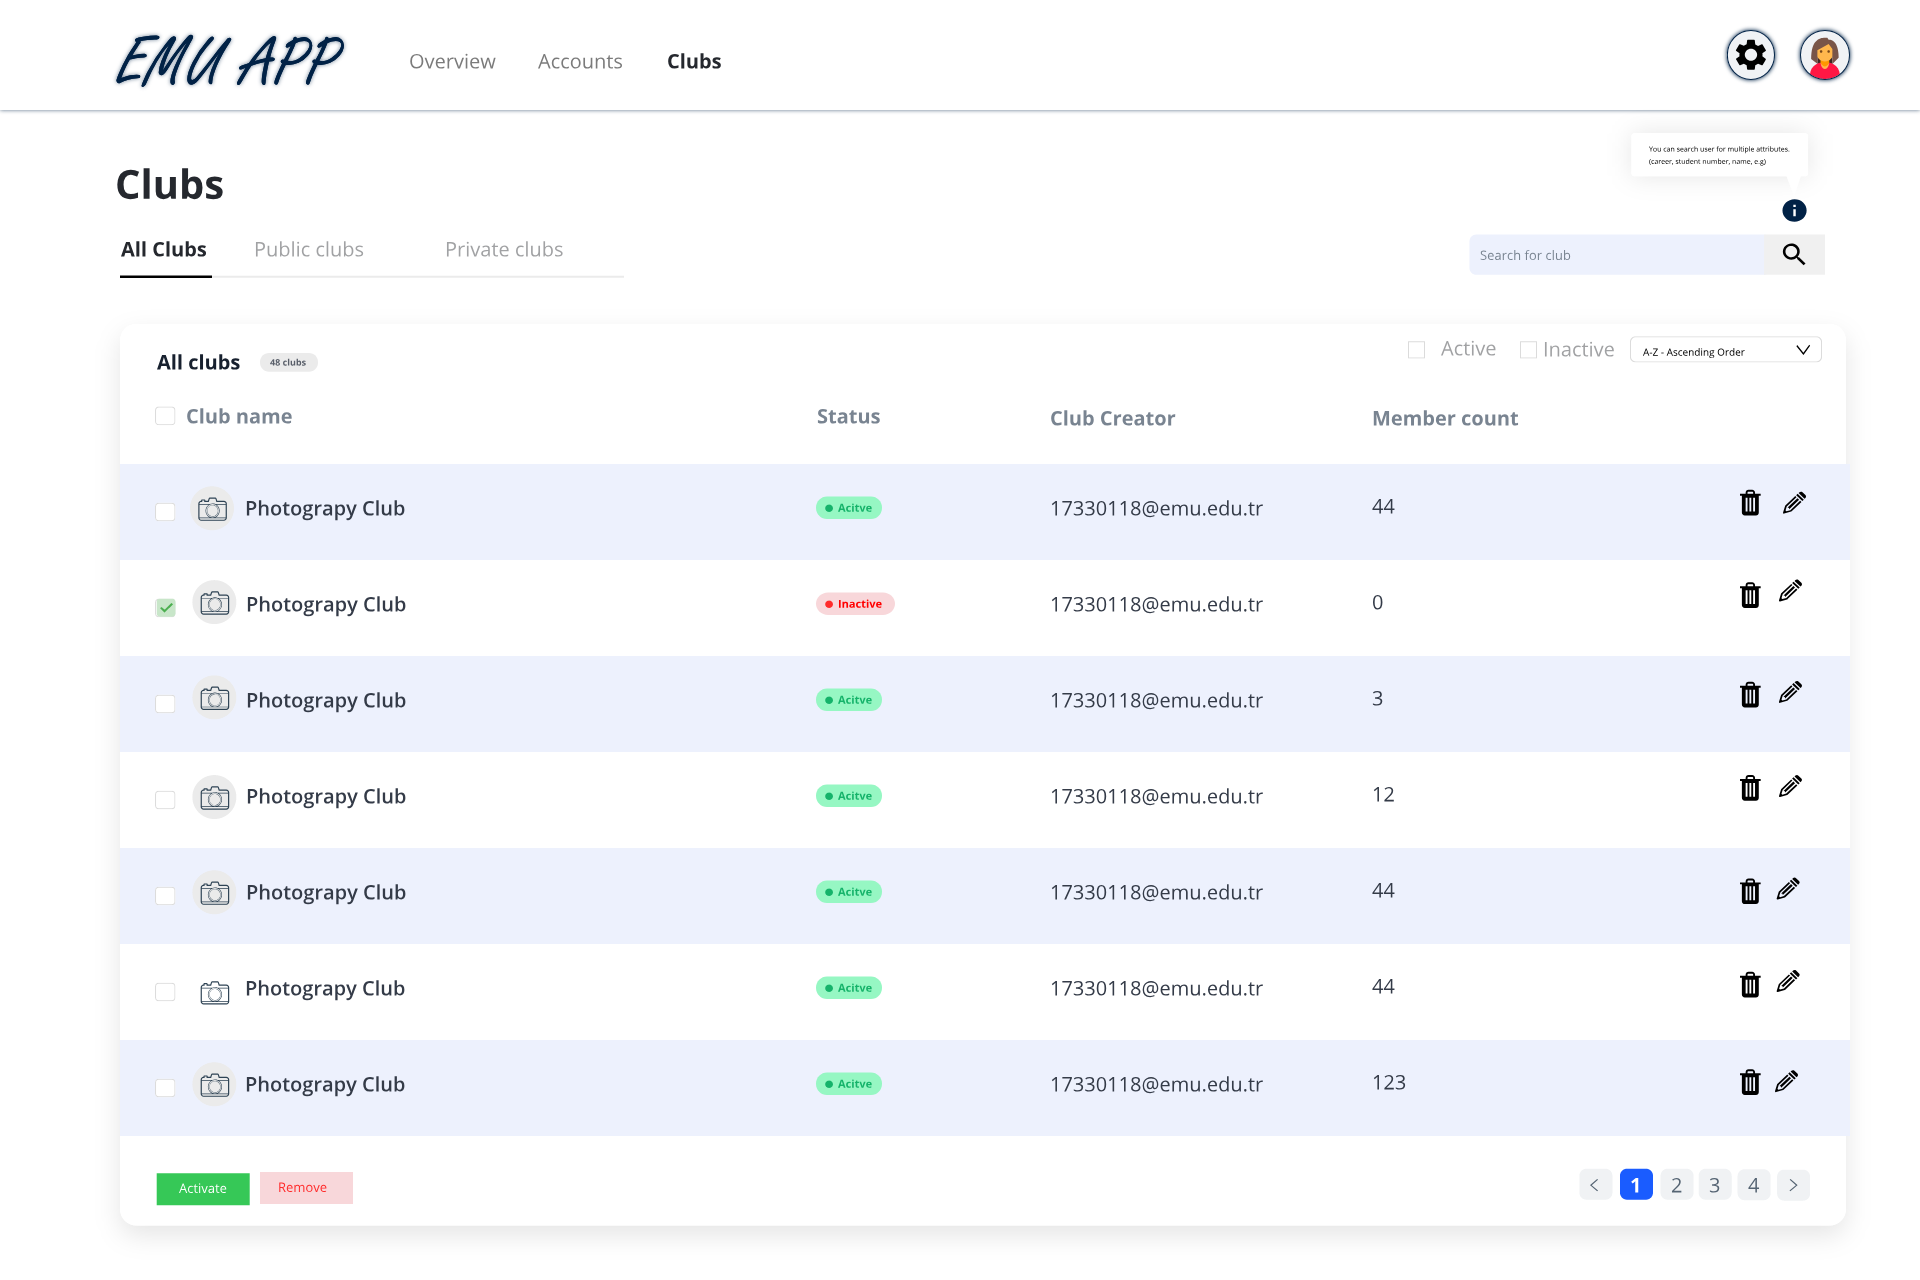 EMU APP
Overview Accounts Clubs
You can search user for multiple attributes.
(career, student number, name, e.g)
Clubs
All Clubs Public clubs Private clubs
Search for club
All clubs 48 clubs Active Inactive A-Z - Ascending Order
Club name Status Club Creator Member count
Photograpy Club Acitve 17330118@emu.edu.tr 44
Photograpy Club Inactive 17330118@emu.edu.tr 0
Photograpy Club Acitve 17330118@emu.edu.tr 3
Photograpy Club Acitve 17330118@emu.edu.tr 12
Photograpy Club Acitve 17330118@emu.edu.tr 44
Photograpy Club Acitve 17330118@emu.edu.tr 44
Photograpy Club Acitve 17330118@emu.edu.tr 123
Activate Remove < 1 2 3 4 >